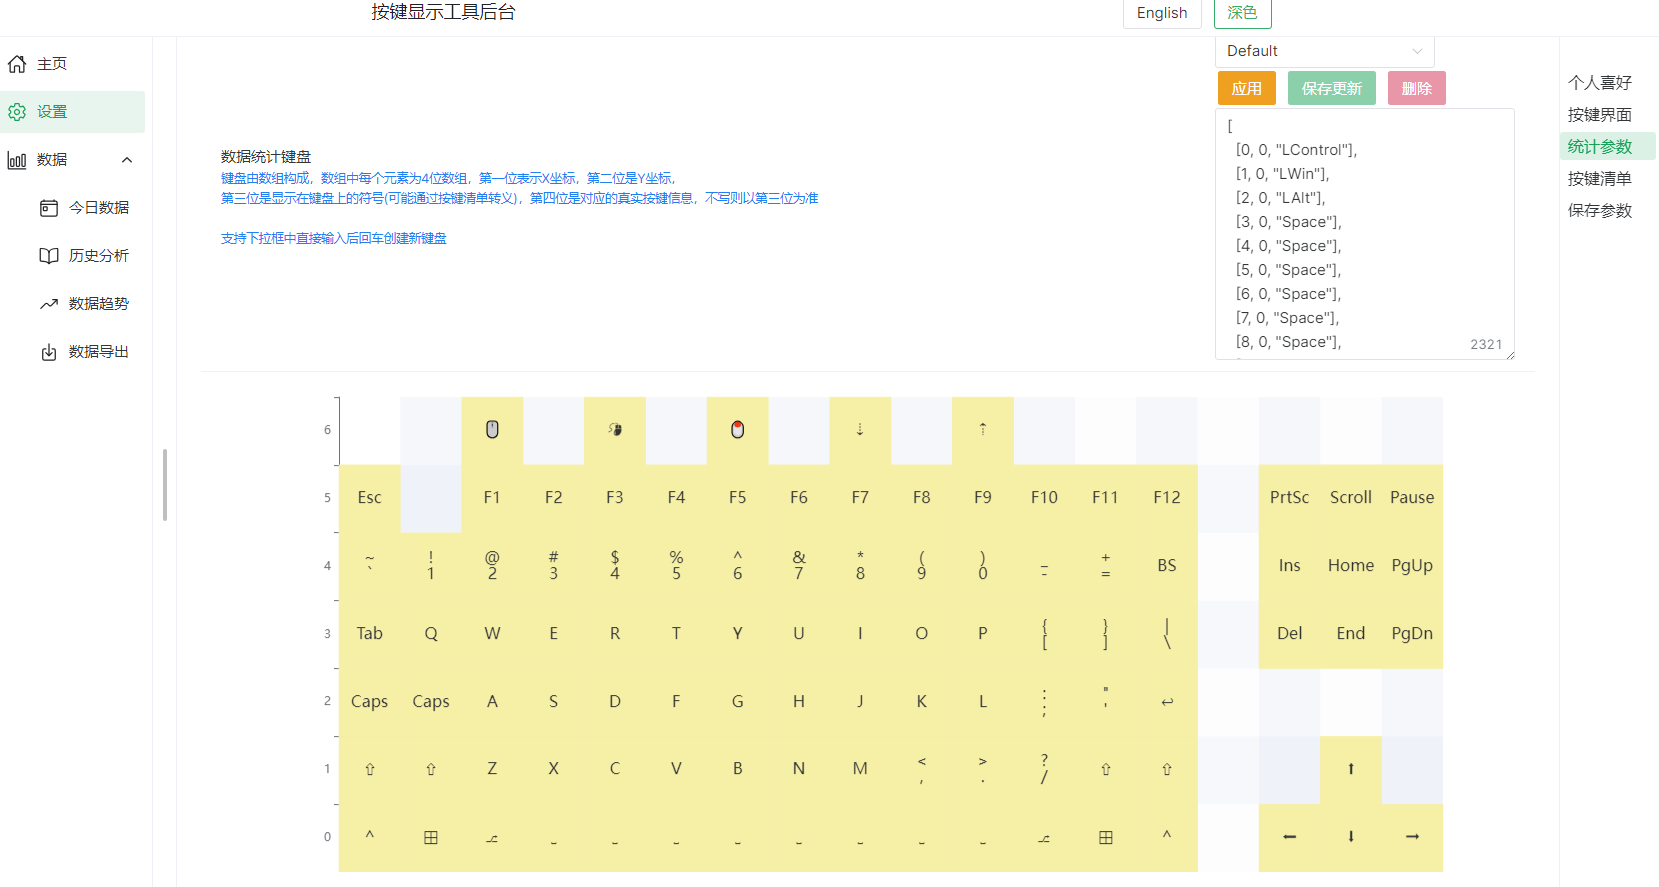 按键显示工具后台
English
深色
主页
设置
数据
今日数据
历史分析
数据趋势
数据导出
数据统计键盘
键盘由数组构成，数组中每个元素为4位数组，第一位表示X坐标，第二位是Y坐标，
第三位是显示在键盘上的符号(可能通过按键清单转义)，第四位是对应的真实按键信息，不写则以第三位为准
支持下拉框中直接输入后回车创建新键盘
Default
应用 保存更新 删除
[
[0, 0, "LControl"],
[1, 0, "LWin"],
[2, 0, "LAlt"],
[3, 0, "Space"],
[4, 0, "Space"],
[5, 0, "Space"],
[6, 0, "Space"],
[7, 0, "Space"],
[8, 0, "Space"],
2321
个人喜好
按键界面
统计参数
按键清单
保存参数
6 ⇣ ⇡
5 Esc F1 F2 F3 F4 F5 F6 F7 F8 F9 F10 F11 F12 PrtSc Scroll Pause
~ ! @ # $ % ^ & * ( ) _ +
4 ` 1 2 3 4 5 6 7 8 9 0 - = BS Ins Home PgUp
3 Tab Q W E R T Y U I O P { } | Del End PgDn
[ ] \
2 Caps Caps A S D F G H J K L : " ↩
; '
1 ⇧ ⇧ Z X C V B N M < > ? ⇧ ⇧ ⬆
, . /
0 ^ ⊞ ⎇ ⌣ ⌣ ⌣ ⌣ ⌣ ⌣ ⌣ ⌣ ⎇ ⊞ ^ ⬅ ⬇ ➡